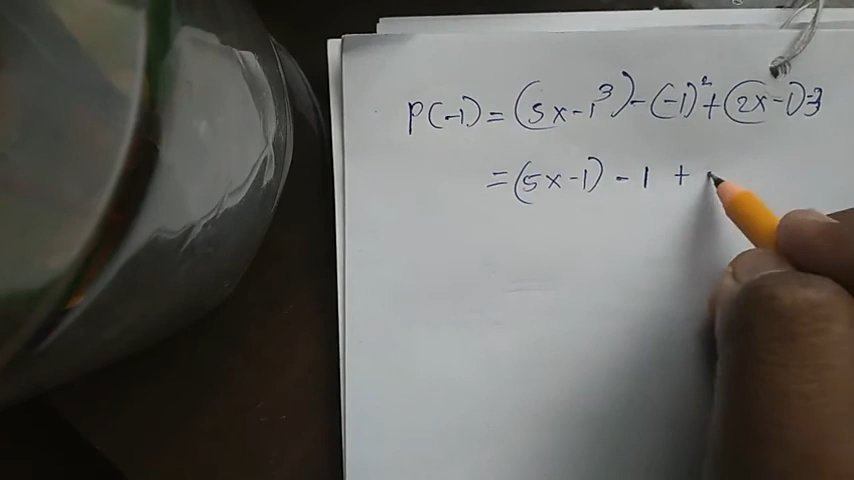 P(-1) = (5x-1³) - (-1)² + (2x-1)-3
= (5x-1) - 1 +